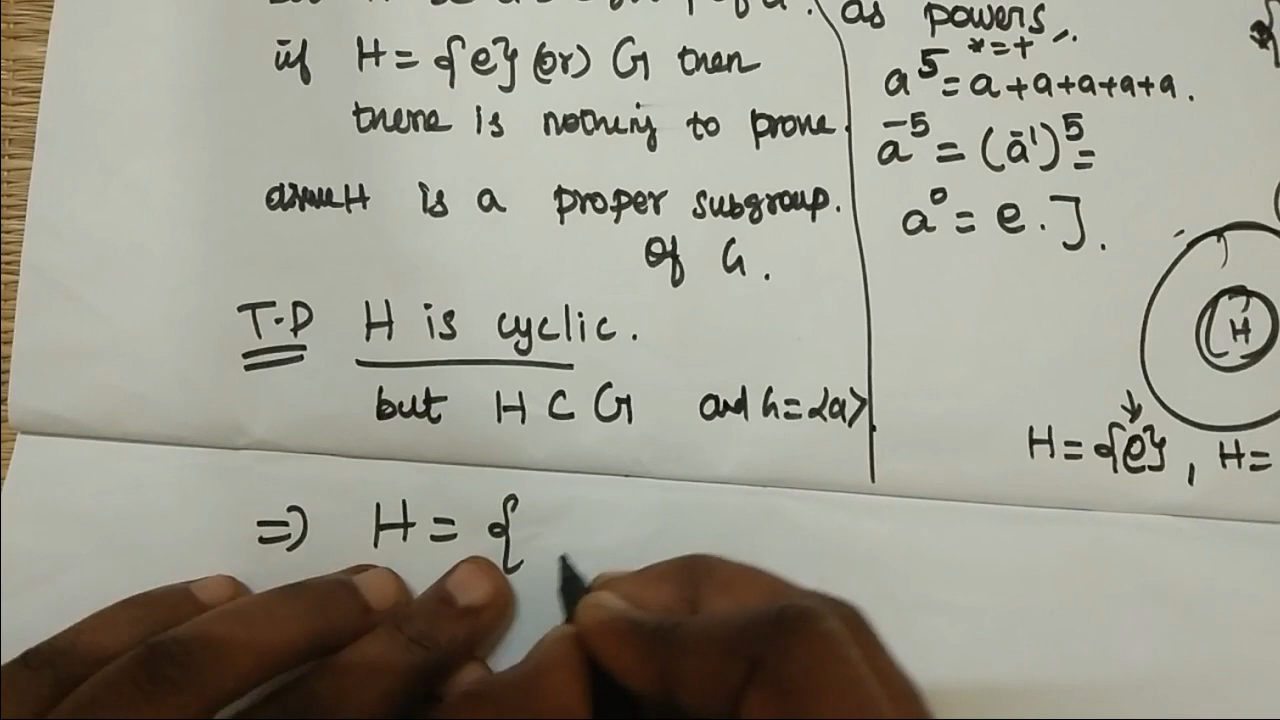 if H = {e} (or) G then
there is nothing to prove.
assume H is a proper subgroup.
of G.
T.P H is cyclic.
but H ⊂ G and G = <a>
⇒ H = {
as powers,
* = +
a⁵ = a+a+a+a+a.
a⁻⁵ = (a⁻¹)⁵ =
a⁰ = e.].
H
H = {e}, H =